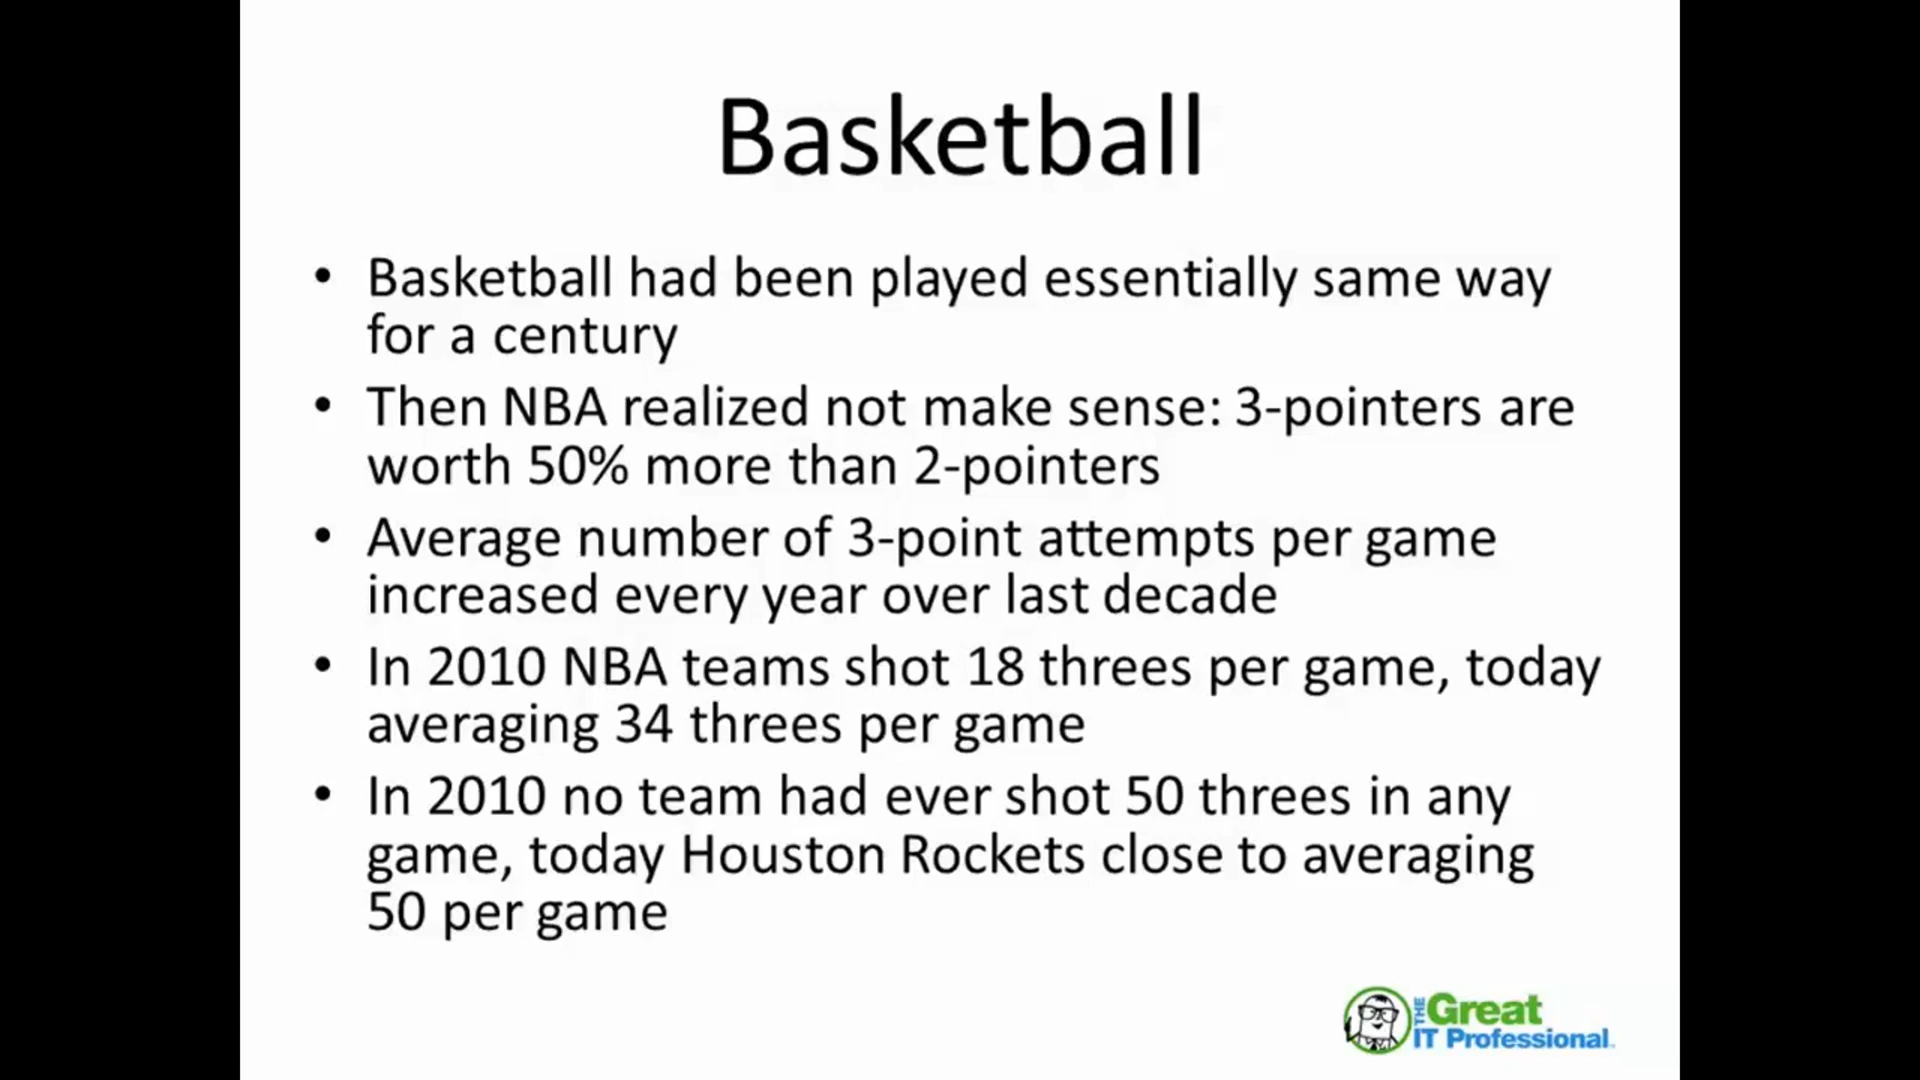 Basketball
• Basketball had been played essentially same way
for a century
• Then NBA realized not make sense: 3-pointers are
worth 50% more than 2-pointers
• Average number of 3-point attempts per game
increased every year over last decade
• In 2010 NBA teams shot 18 threes per game, today
averaging 34 threes per game
• In 2010 no team had ever shot 50 threes in any
game, today Houston Rockets close to averaging
50 per game
THE Great
IT Professional